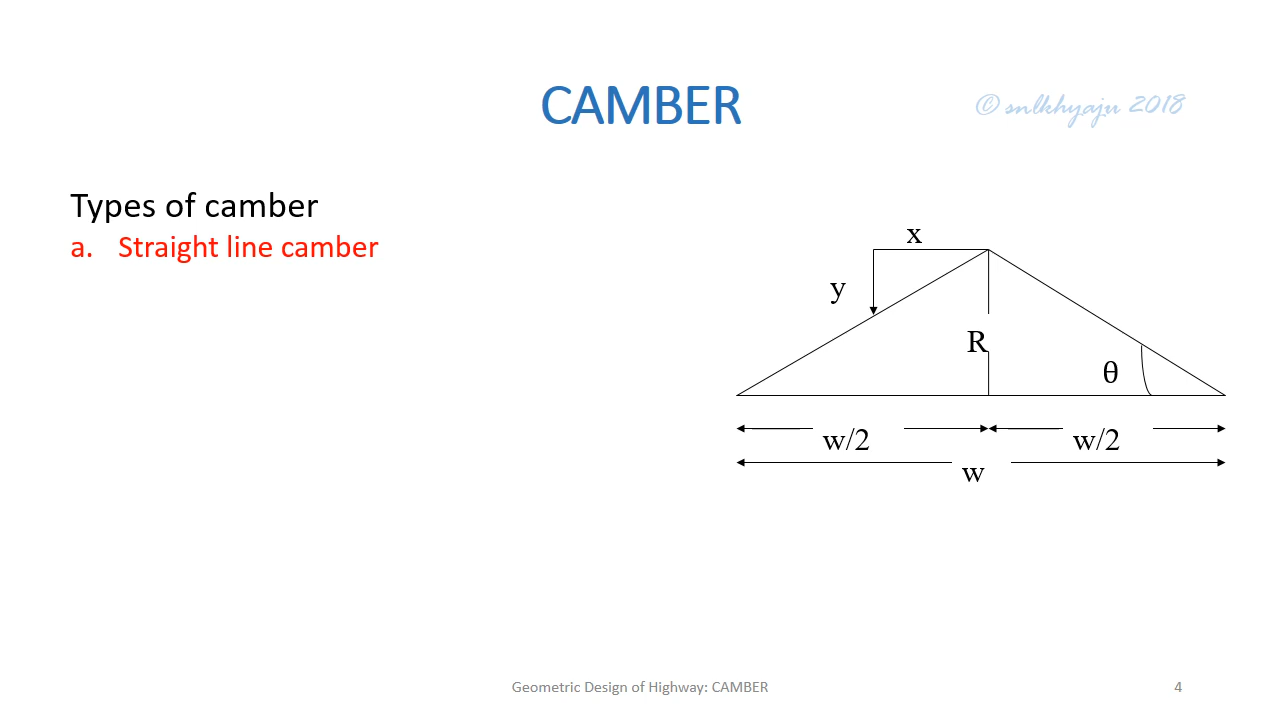 CAMBER
© snlkhyaju 2018
Types of camber
a. Straight line camber
x
y
R
θ
w/2 w/2
w
Geometric Design of Highway: CAMBER
4